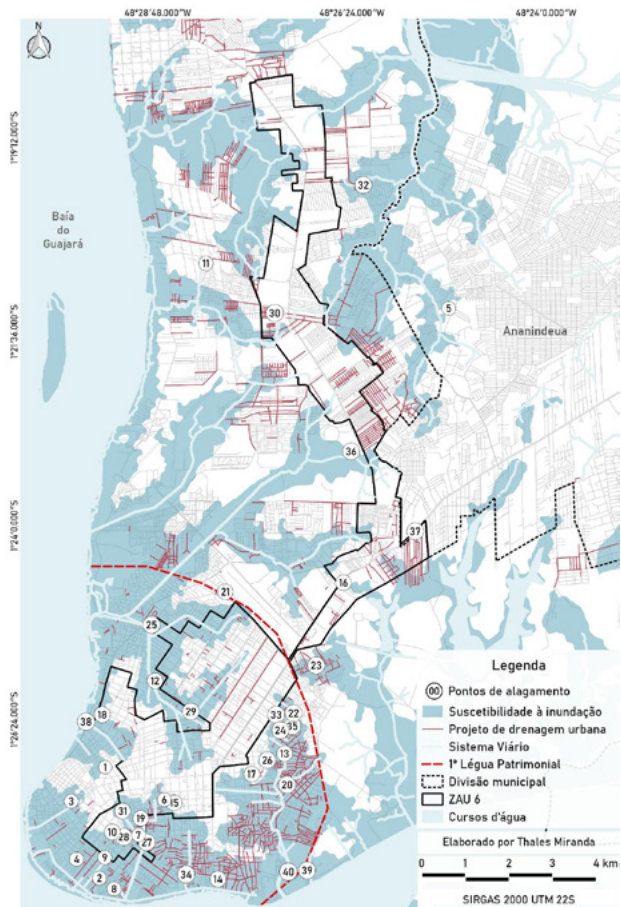 48°28'48.000"W
48°26'24.000"W
48°24'0.000"W
N
1°19'12.000"S
32
Baía
do
Guajará
11
5
30
Ananindeua
1°21'36.000"S
36
1°24'0.000"S
37
16
21
25
23
12
29
1°26'24.000"S
38
18
33
22
24
35
13
1
26
17
20
3
6
15
31
19
10
7
28
27
4
9
2
8
34
14
40
39
Legenda
00 Pontos de alagamento
Suscetibilidade à inundação
Projeto de drenagem urbana
Sistema Viário
1ª Légua Patrimonial
Divisão municipal
ZAU 6
Cursos d'água
Elaborado por Thales Miranda
0 1 2 3 4 km
SIRGAS 2000 UTM 22S